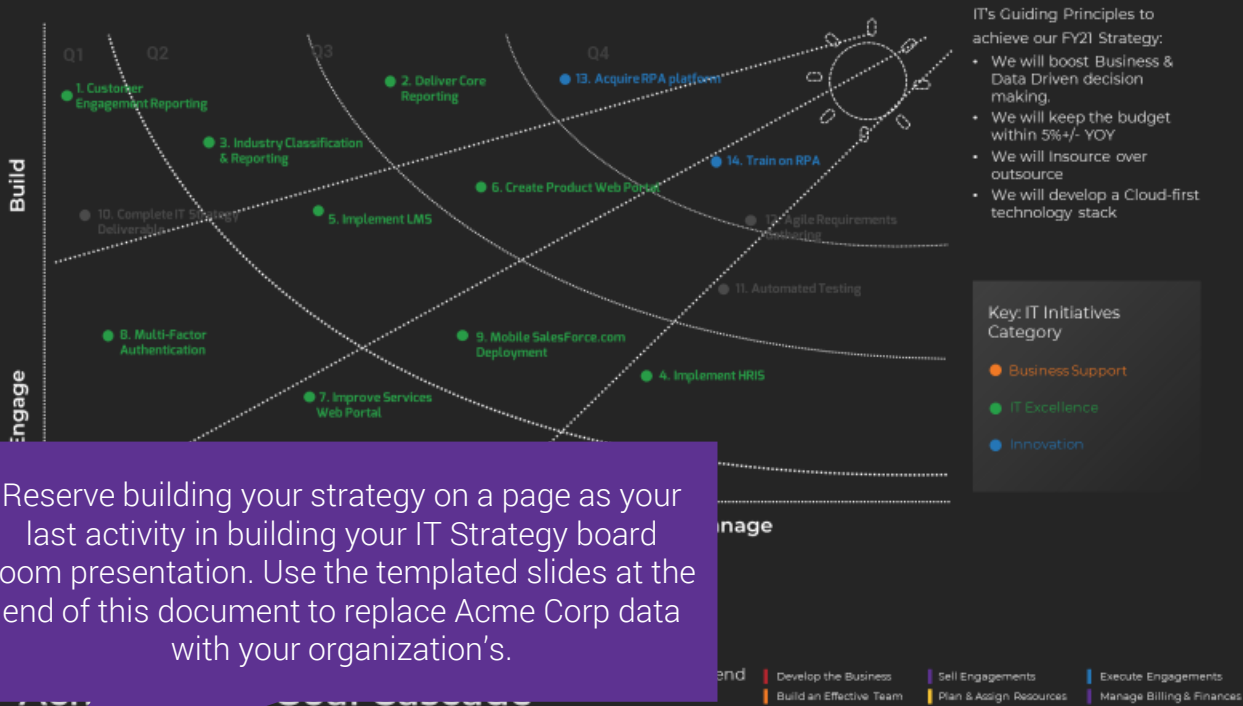 Q1
Q2
Q3
Q4
1. Customer
Engagement Reporting
2. Deliver Core
Reporting
13. Acquire RPA platform
3. Industry Classification
& Reporting
14. Train on RPA
6. Create Product Web Portal
10. Complete IT Strategy
Deliverable
5. Implement LMS
12. Agile Requirements
Gathering
11. Automated Testing
8. Multi-Factor
Authentication
9. Mobile SalesForce.com
Deployment
4. Implement HRIS
7. Improve Services
Web Portal
Build
Engage
nage
IT's Guiding Principles to
achieve our FY21 Strategy:
• We will boost Business &
Data Driven decision
making.
• We will keep the budget
within 5%+/- YOY
• We will Insource over
outsource
• We will develop a Cloud-first
technology stack
Key: IT Initiatives
Category
Business Support
IT Excellence
Innovation
Reserve building your strategy on a page as your
last activity in building your IT Strategy board
oom presentation. Use the templated slides at the
end of this document to replace Acme Corp data
with your organization's.
end
Develop the Business
Sell Engagements
Execute Engagements
Build an Effective Team
Plan & Assign Resources
Manage Billing & Finances